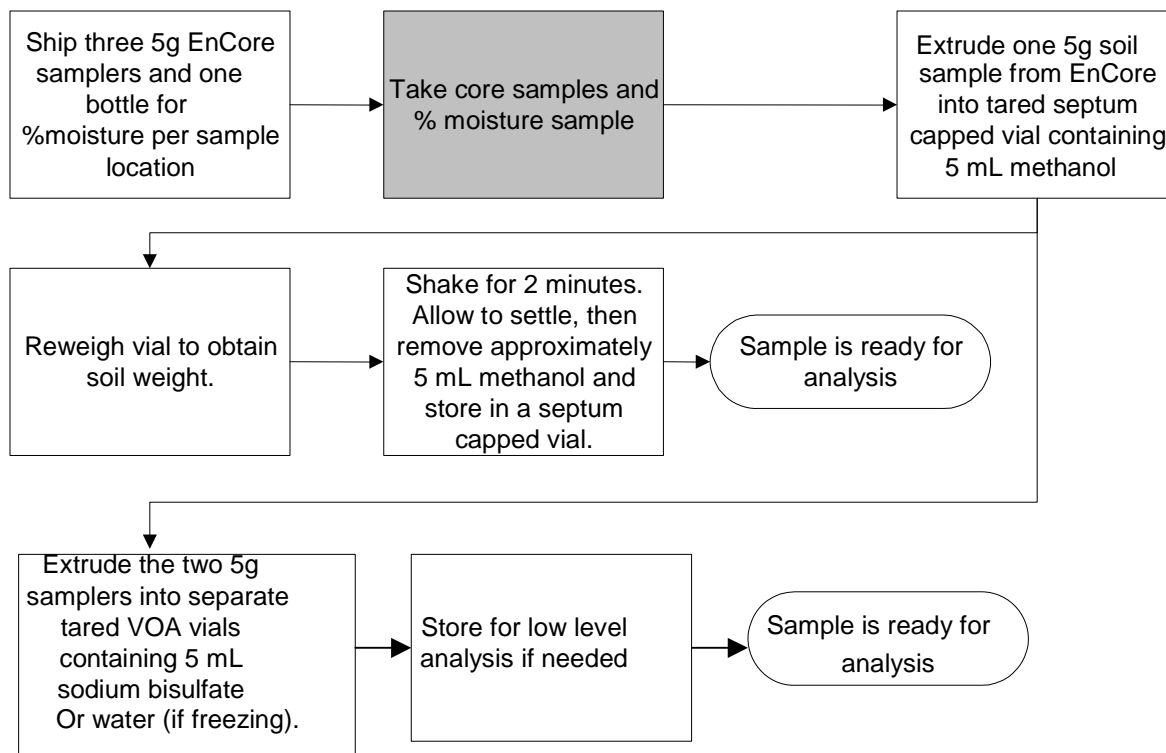 Ship three 5g EnCore
samplers and one
bottle for
%moisture per sample
location
Take core samples and
% moisture sample
Extrude one 5g soil
sample from EnCore
into tared septum
capped vial containing
5 mL methanol
Reweigh vial to obtain
soil weight.
Shake for 2 minutes.
Allow to settle, then
remove approximately
5 mL methanol and
store in a septum
capped vial.
Sample is ready for
analysis
Extrude the two 5g
samplers into separate
tared VOA vials
containing 5 mL
sodium bisulfate
Or water (if freezing).
Store for low level
analysis if needed
Sample is ready for
analysis